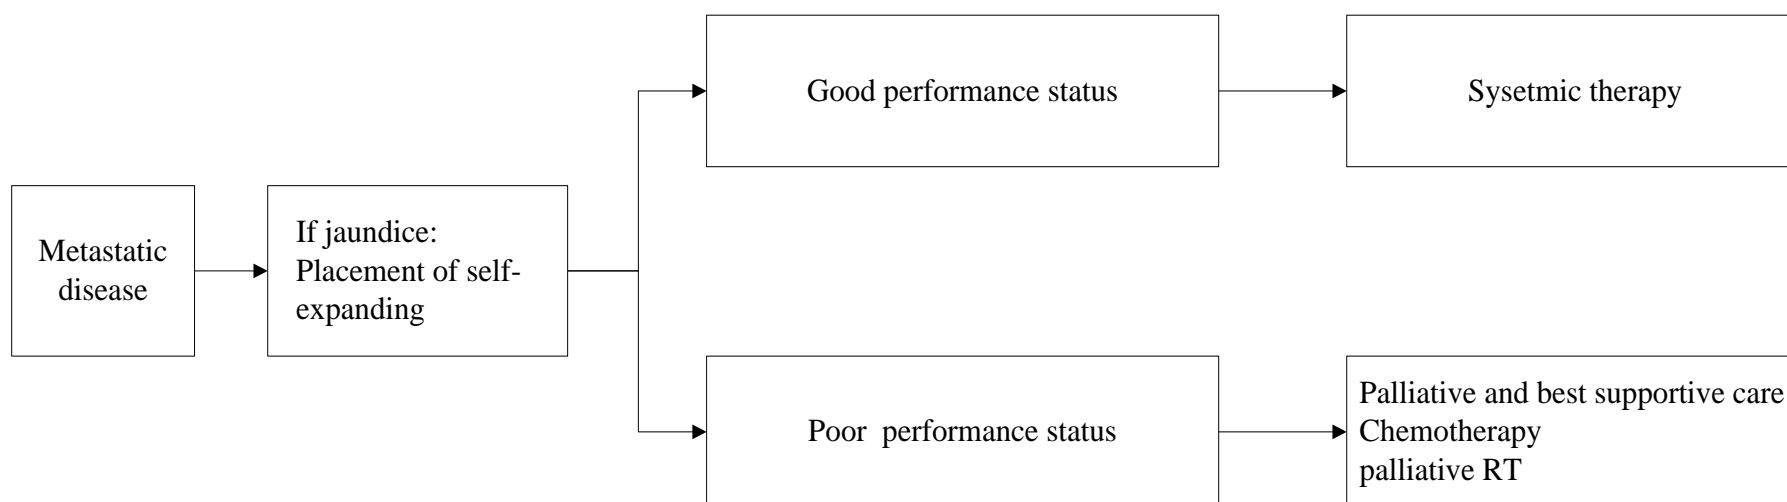 Good performance status
Sysetmic therapy
Metastatic
disease
If jaundice:
Placement of self-
expanding
Poor  performance status
Palliative and best supportive care
Chemotherapy
palliative RT